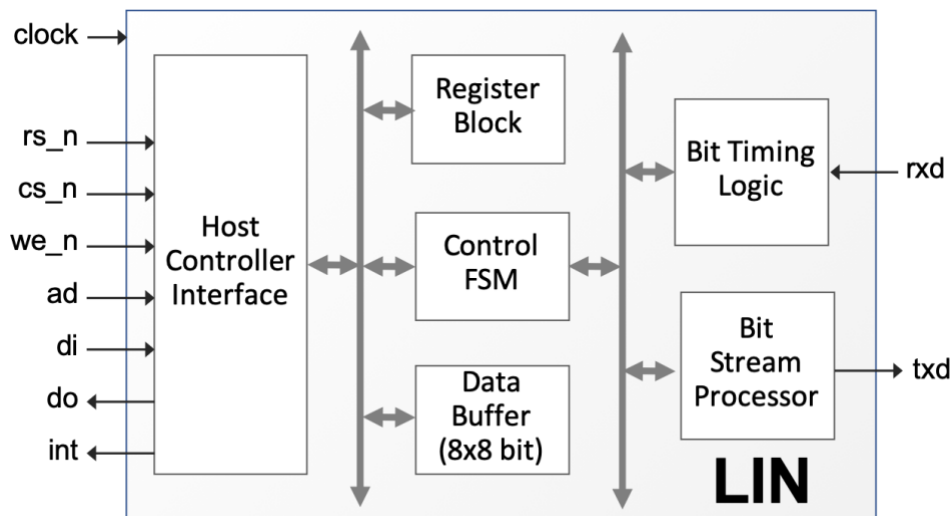 clock
rs_n
cs_n
we_n
ad
di
do
int
Host
Controller
Interface
Register
Block
Control
FSM
Data
Buffer
(8x8 bit)
Bit Timing
Logic
Bit
Stream
Processor
rxd
txd
LIN